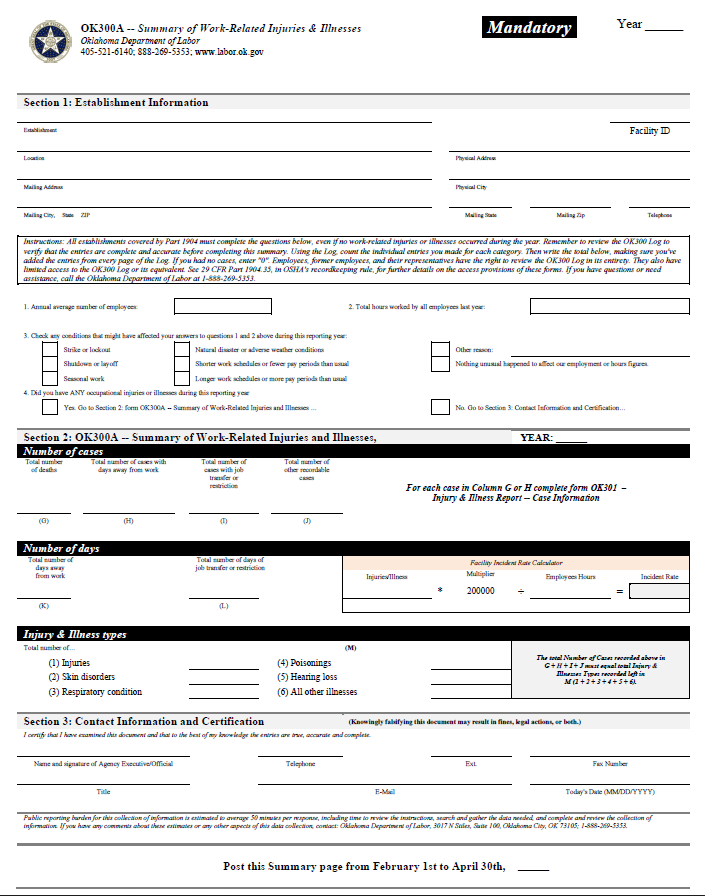 OK300A -- Summary of Work-Related Injuries & Illnesses
Oklahoma Department of Labor
405-521-6140; 888-269-5353; www.labor.ok.gov
Mandatory
Year ______
Section 1: Establishment Information
Establishment
Facility ID
Location
Physical Address
Mailing Address
Physical City
Mailing City, State ZIP
Mailing State
Mailing Zip
Telephone
Instructions: All establishments covered by Part 1904 must complete the questions below, even if no work-related injuries or illnesses occurred during the year. Remember to review the OK300 Log to
verify that the entries are complete and accurate before completing this summary. Using the Log, count the individual entries you made for each category. Then write the total below, making sure you've
added the entries from every page of the Log. If you had no cases, enter "0". Employees, former employees, and their representatives have the right to review the OK300 Log in its entirety. They also have
limited access to the OK300 Log or its equivalent. See 29 CFR Part 1904.35, in OSHA's recordkeeping rule, for further details on the access provisions of these forms. If you have questions or need
assistance, call the Oklahoma Department of Labor at 1-888-269-5353.
1. Annual average number of employees:
2. Total hours worked by all employees last year:
3. Check any conditions that might have affected your answers to questions 1 and 2 above during this reporting year:
Strike or lockout
Natural disaster or adverse weather conditions
Other reason:
Shutdown or layoff
Shorter work schedules or fewer pay periods than usual
Nothing unusual happened to affect our employment or hours figures.
Seasonal work
Longer work schedules or more pay periods than usual
4. Did you have ANY occupational injuries or illnesses during this reporting year
Yes. Go to Section 2: form OK300A -- Summary of Work-Related Injuries and Illnesses ...
No. Go to Section 3: Contact Information and Certification...
Section 2: OK300A -- Summary of Work-Related Injuries and Illnesses,
YEAR: ______
Number of cases
Total number
of deaths
Total number of cases with
days away from work
Total number of
cases with job
transfer or
restriction
Total number of
other recordable
cases
For each case in Column G or H complete form OK301 –
Injury & Illness Report -- Case Information
(G)
(H)
(I)
(J)
Number of days
Total number of
days away
from work
Total number of days of
job transfer or restriction
Facility Incident Rate Calculator
Injuries/Illness
Multiplier
Employees Hours
Incident Rate
* 200000 ÷ =
(K)
(L)
Injury & Illness types
Total number of...
(M)
(1) Injuries
(4) Poisonings
(2) Skin disorders
(5) Hearing loss
(3) Respiratory condition
(6) All other illnesses
The total Number of Cases recorded above in
G + H + I + J must equal total Injury &
Illnesses Types recorded left in
M (1 + 2 + 3 + 4 + 5 + 6).
Section 3: Contact Information and Certification
(Knowingly falsifying this document may result in fines, legal actions, or both.)
I certify that I have examined this document and that to the best of my knowledge the entries are true, accurate and complete.
Name and signature of Agency Executive/Official
Telephone
Ext.
Fax Number
Title
E-Mail
Today's Date (MM/DD/YYYY)
Public reporting burden for this collection of information is estimated to average 50 minutes per response, including time to review the instructions, search and gather the data needed, and complete and review the collection of
information. If you have any comments about these estimates or any other aspects of this data collection, contact: Oklahoma Department of Labor, 3017 N Stiles, Suite 100, Oklahoma City, OK 73105; 1-888-269-5353.
Post this Summary page from February 1st to April 30th, ______